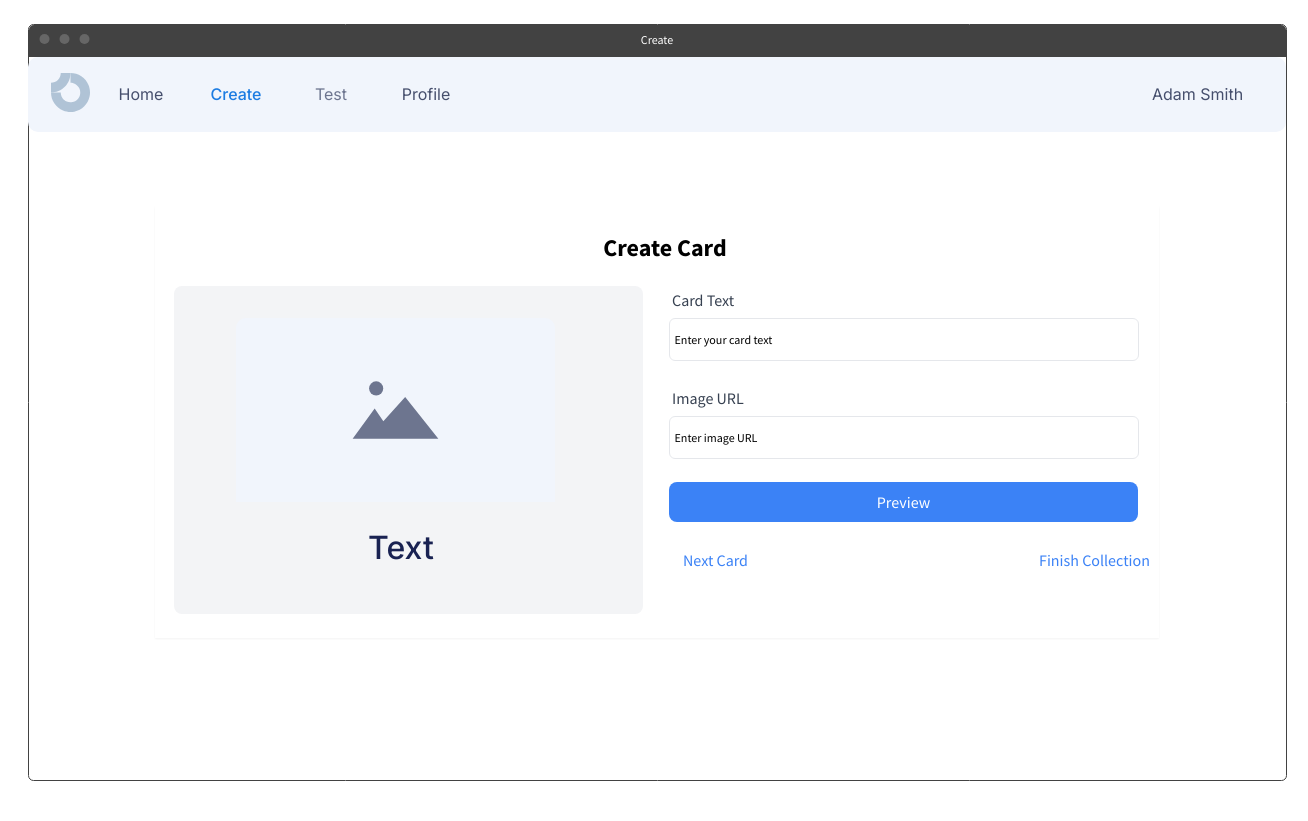 Create
Home Create Test Profile Adam Smith
Create Card
Card Text
Enter your card text
Image URL
Enter image URL
Preview
Text
Next Card Finish Collection